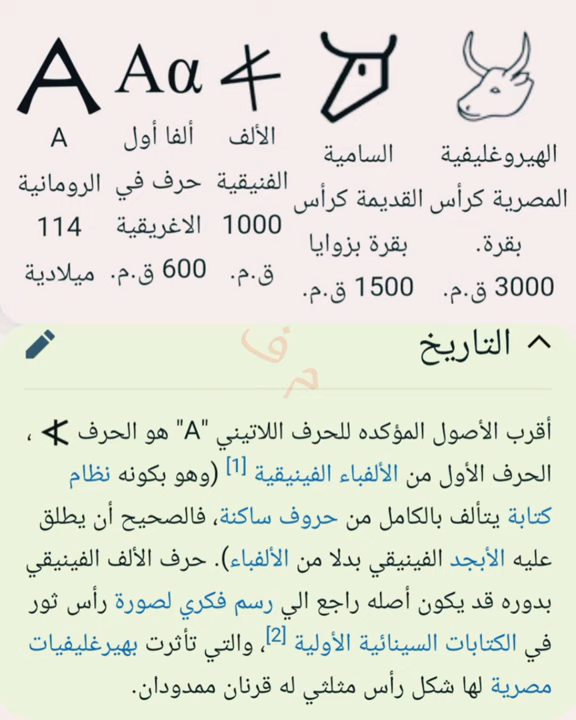 الهيروغليفية
المصرية كرأس
بقرة.
3000 ق.م.
السامية
القديمة كرأس
بقرة بزوايا
1500 ق.م.
𐤀
الألف
الفنيقية
1000
ق.م.
Aα
ألفا أول
حرف في
الاغريقية
600 ق.م.
A
A
الرومانية
114
ميلادية
التاريخ
أقرب الأصول المؤكده للحرف اللاتيني "A" هو الحرف 𐤀 ،
الحرف الأول من الألفباء الفينيقية [1] (وهو بكونه نظام
كتابة يتألف بالكامل من حروف ساكنة، فالصحيح أن يطلق
عليه الأبجد الفينيقي بدلا من الألفباء). حرف الألف الفينيقي
بدوره قد يكون أصله راجع الي رسم فكري لصورة رأس ثور
في الكتابات السينائية الأولية [2]، والتي تأثرت بهيرغليفيات
مصرية لها شكل رأس مثلثي له قرنان ممدودان.